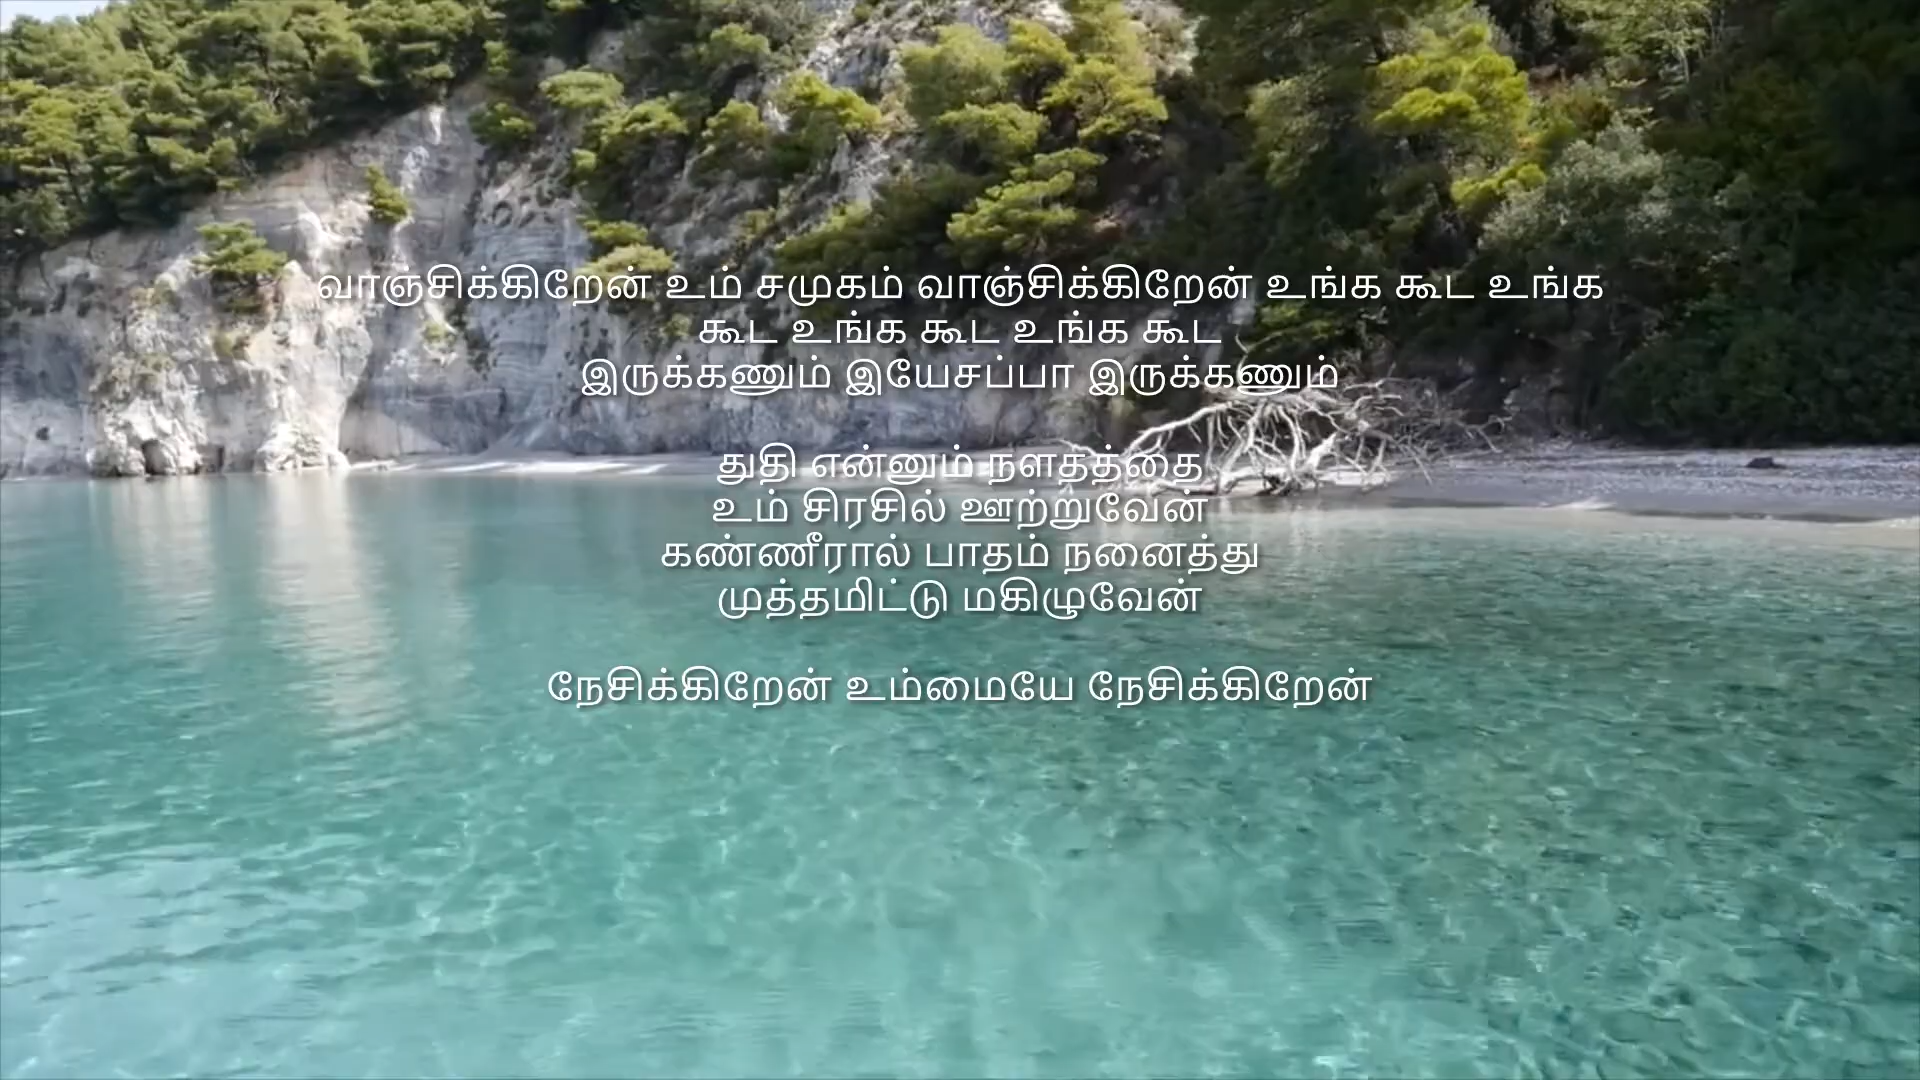 வாஞ்சிக்கிறேன் உம் சமுகம் வாஞ்சிக்கிறேன் உங்க கூட உங்க
கூட உங்க கூட உங்க கூட
இருக்கணும் இயேசப்பா இருக்கணும்
துதி என்னும் நளதத்தை
உம் சிரசில் ஊற்றுவேன்
கண்ணீரால் பாதம் நனைத்து
முத்தமிட்டு மகிழுவேன்
நேசிக்கிறேன் உம்மையே நேசிக்கிறேன்